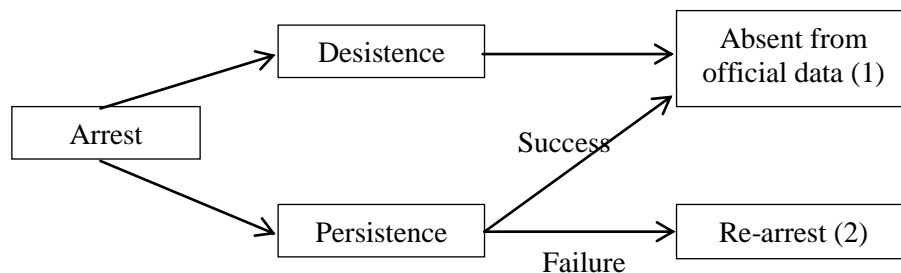 Desistence
Absent from
official data (1)
Arrest
Success
Persistence
Re-arrest (2)
Failure